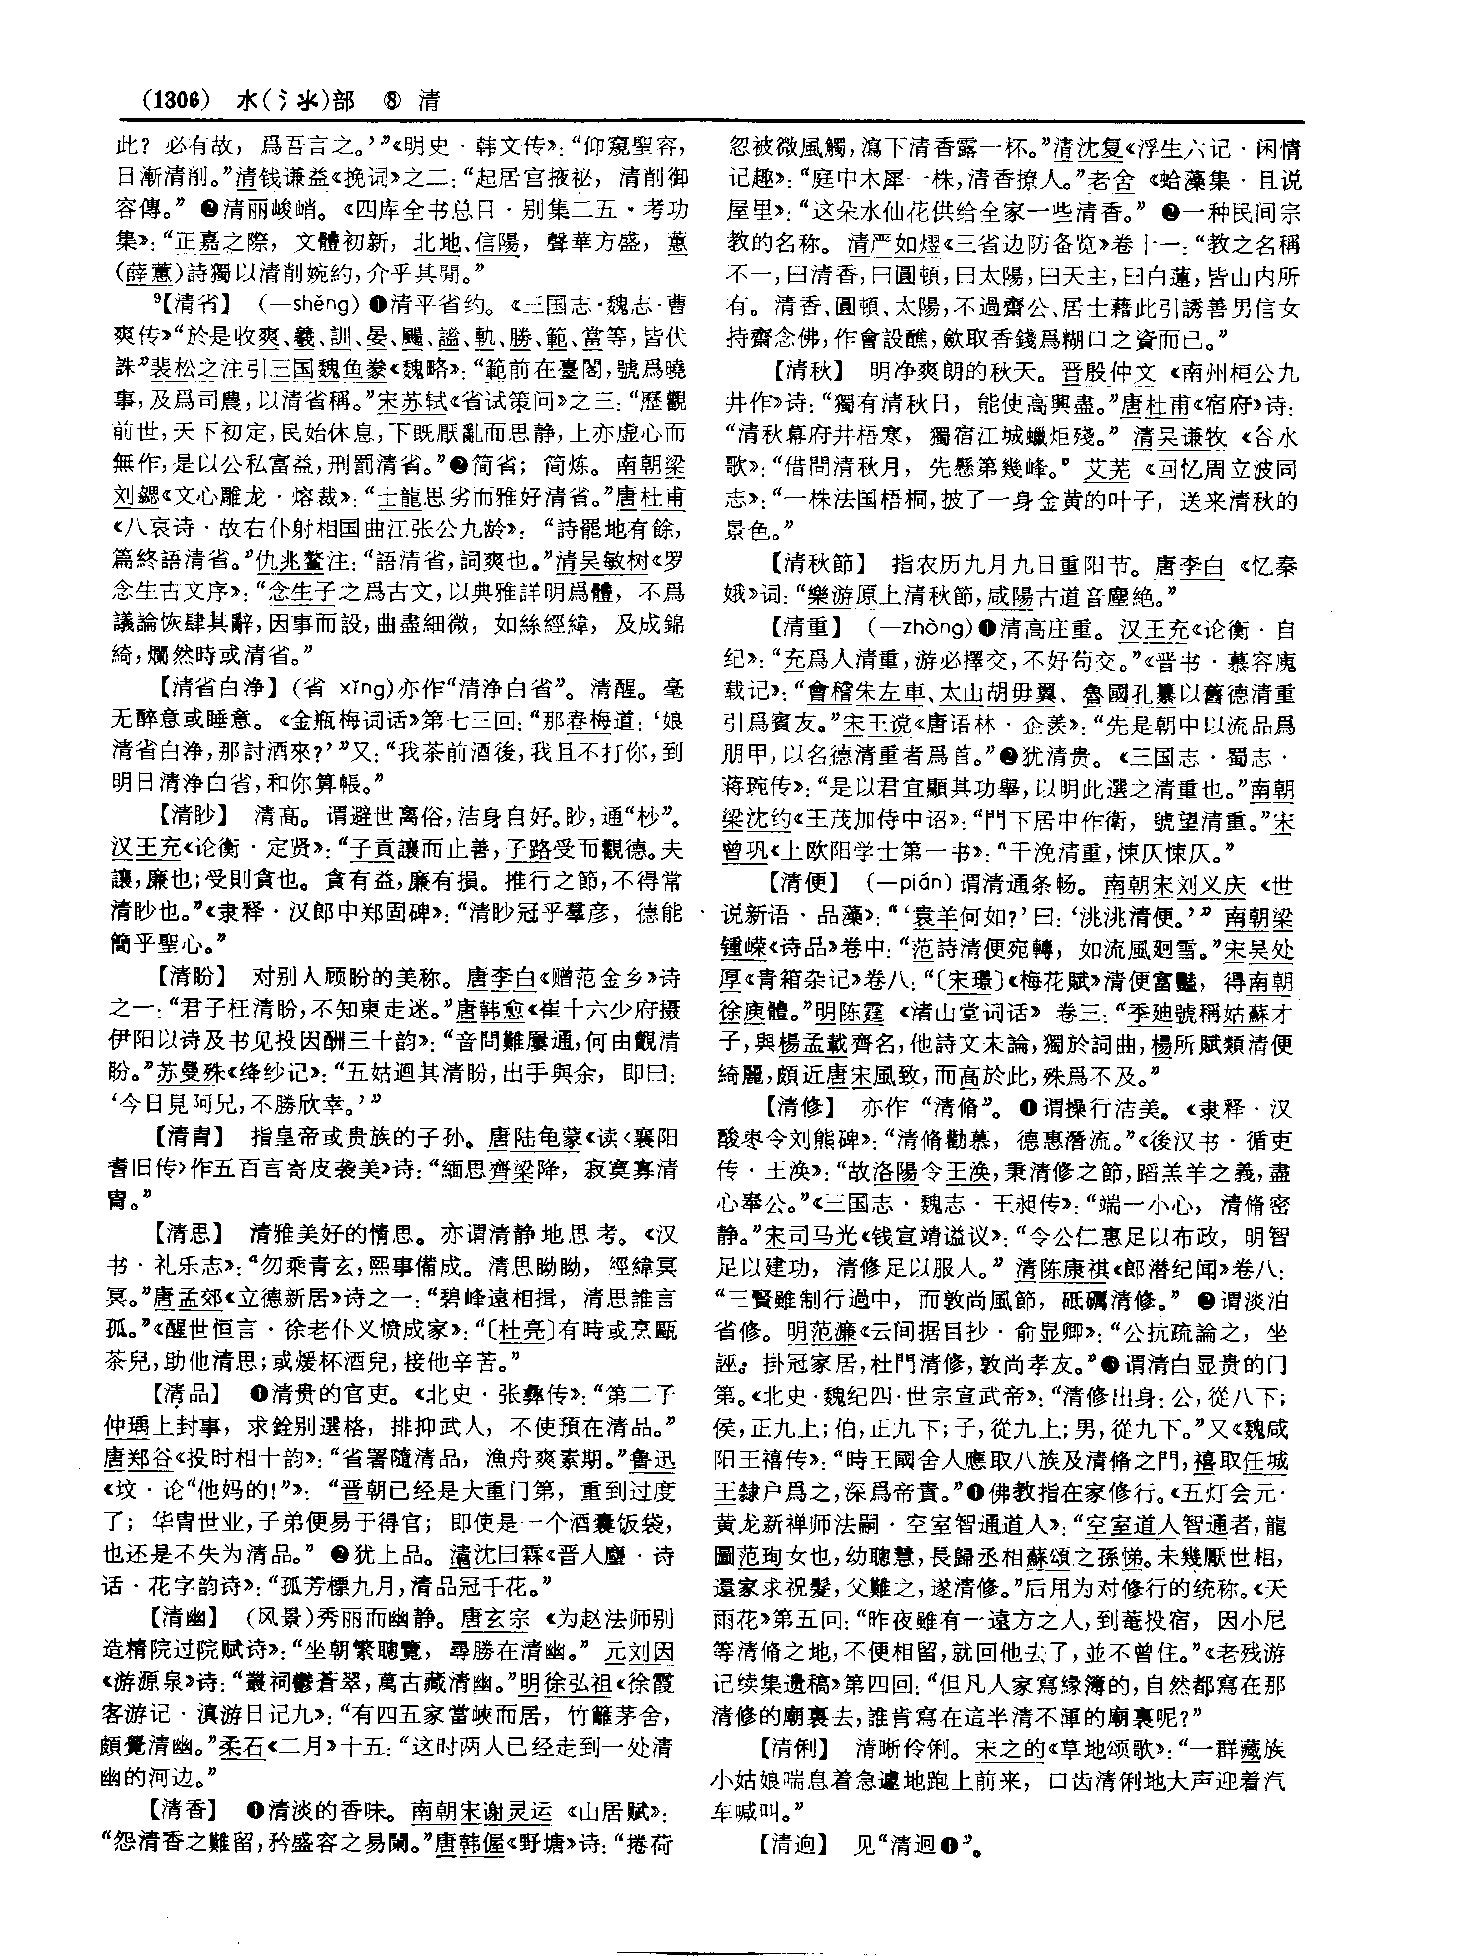 (1306) 水(氵氺)部 ⑧ 清
此？必有故，爲吾言之。’”《明史·韩文传》：“仰窺聖容，
日漸清削。”清钱谦益《挽词》之二：“起居宫掖祕，清削御
容傳。”❷清丽峻峭。《四库全书总目·别集二五·考功
集》：“正嘉之際，文體初新，北地、信陽，聲華方盛，蕙
(薛蕙)詩獨以清削婉約，介乎其閒。”
⁹【清省】 (—shěng)❶清平省约。《三国志·魏志·曹
爽传》“於是收爽、羲、訓、晏、颺、謐、軌、勝、範、當等，皆伏
誅”裴松之注引三国魏鱼豢《魏略》：“範前在臺閣，號爲曉
事，及爲司農，以清省稱。”宋苏轼《省试策问》之三：“歷觀
前世，天下初定，民始休息，下既厭亂而思静，上亦虚心而
無作，是以公私富益，刑罰清省。”❷简省；简炼。南朝梁
刘勰《文心雕龙·熔裁》：“士龍思劣而雅好清省。”唐杜甫
《八哀诗·故右仆射相国曲江张公九龄》：“詩罷地有餘，
篇終語清省。”仇兆鳌注：“語清省，詞爽也。”清吴敏树《罗
念生古文序》：“念生子之爲古文，以典雅詳明爲體，不爲
議論恢肆其辭，因事而設，曲盡細微，如絲經緯，及成錦
綺，爛然時或清省。”
【清省白净】(省 xǐng)亦作“清净白省”。清醒。毫
无醉意或睡意。《金瓶梅词话》第七三回：“那春梅道：‘娘
清省白净，那討酒來？’”又：“我茶前酒後，我且不打你，到
明日清净白省，和你算帳。”
【清眇】 清高。谓避世离俗，洁身自好。眇，通“杪”。
汉王充《论衡·定贤》：“子貢讓而止善，子路受而觀德。夫
讓，廉也；受則貪也。貪有益，廉有損。推行之節，不得常
清眇也。”《隶释·汉郎中郑固碑》：“清眇冠乎羣彦，德能
簡乎聖心。”
【清盼】 对别人顾盼的美称。唐李白《赠范金乡》诗
之一：“君子枉清盼，不知東走迷。”唐韩愈《崔十六少府摄
伊阳以诗及书见投因酬三十韵》：“音問難屢通，何由覿清
盼。”苏曼殊《绛纱记》：“五姑迴其清盼，出手與余，即曰：
‘今日見阿兄，不勝欣幸。’”
【清胄】 指皇帝或贵族的子孙。唐陆龟蒙《读〈襄阳
耆旧传〉作五百言寄皮袭美》诗：“緬思齊梁降，寂寞寡清
胄。”
【清思】 清雅美好的情思。亦谓清静地思考。《汉
书·礼乐志》：“勿乘青玄，熙事備成。清思㘭㘭，經緯冥
冥。”唐孟郊《立德新居》诗之一：“碧峰遠相揖，清思誰言
孤。”《醒世恒言·徐老仆义愤成家》：“〔杜亮〕有時或烹甌
茶兒，助他清思；或煖杯酒兒，接他辛苦。”
【清品】 ❶清贵的官吏。《北史·张彝传》：“第二子
仲瑀上封事，求銓别選格，排抑武人，不使預在清品。”
唐郑谷《投时相十韵》：“省署隨清品，漁舟爽素期。”鲁迅
《坟·论“他妈的！”》：“晋朝已经是大重门第，重到过度
了；华胄世业，子弟便易于得官；即使是一个酒囊饭袋，
也还是不失为清品。”❷犹上品。清沈曰霖《晋人麈·诗
话·花字韵诗》：“孤芳標九月，清品冠千花。”
【清幽】 (风景)秀丽而幽静。唐玄宗《为赵法师别
造精院过院赋诗》：“坐朝繁聽覽，尋勝在清幽。”元刘因
《游源泉》诗：“叢祠鬱蒼翠，萬古藏清幽。”明徐弘祖《徐霞
客游记·滇游日记九》：“有四五家當峽而居，竹籬茅舍，
頗覺清幽。”柔石《二月》十五：“这时两人已经走到一处清
幽的河边。”
【清香】 ❶清淡的香味。南朝宋谢灵运《山居赋》：
“怨清香之難留，矜盛容之易闌。”唐韩偓《野塘》诗：“捲荷
忽被微風觸，瀉下清香露一杯。”清沈复《浮生六记·闲情
记趣》：“庭中木犀一株，清香撩人。”老舍《蛤藻集·且说
屋里》：“这朵水仙花供给全家一些清香。”❷一种民间宗
教的名称。清严如熤《三省边防备览》卷十一：“教之名稱
不一，曰清香，曰圓頓，曰太陽，曰天主，曰白蓮，皆山内所
有。清香、圓頓、太陽，不過齋公、居士藉此引誘善男信女
持齋念佛，作會設醮，斂取香錢爲糊口之資而已。”
【清秋】 明净爽朗的秋天。晋殷仲文《南州桓公九
井作》诗：“獨有清秋日，能使高興盡。”唐杜甫《宿府》诗：
“清秋幕府井梧寒，獨宿江城蠟炬殘。”清吴谦牧《谷水
歌》：“借問清秋月，先懸第幾峰。”艾芜《回忆周立波同
志》：“一株法国梧桐，披了一身金黄的叶子，送来清秋的
景色。”
【清秋節】 指农历九月九日重阳节。唐李白《忆秦
娥》词：“樂游原上清秋節，咸陽古道音塵絶。”
【清重】 (—zhòng)❶清高庄重。汉王充《论衡·自
纪》：“充爲人清重，游必擇交，不好苟交。”《晋书·慕容廆
载记》：“會稽朱左車、太山胡毋翼、魯國孔纂以舊德清重
引爲賓友。”宋王谠《唐语林·企羡》：“先是朝中以流品爲
朋甲，以名德清重者爲首。”❷犹清贵。《三国志·蜀志·
蒋琬传》：“是以君宜顯其功舉，以明此選之清重也。”南朝
梁沈约《王茂加侍中诏》：“門下居中作衛，號望清重。”宋
曾巩《上欧阳学士第一书》：“干浼清重，悚仄悚仄。”
【清便】 (—pián)谓清通条畅。南朝宋刘义庆《世
说新语·品藻》：“‘袁羊何如？’曰：‘洮洮清便。’”南朝梁
锺嵘《诗品》卷中：“范詩清便宛轉，如流風迴雪。”宋吴处
厚《青箱杂记》卷八：“〔宋璟〕《梅花賦》清便富豔，得南朝
徐庾體。”明陈霆《渚山堂词话》卷三：“季迪號稱姑蘇才
子，與楊孟載齊名，他詩文未論，獨於詞曲，楊所賦類清便
綺麗，頗近唐宋風致，而高於此，殊爲不及。”
【清修】 亦作“清脩”。❶谓操行洁美。《隶释·汉
酸枣令刘熊碑》：“清脩勸慕，德惠潛流。”《後汉书·循吏
传·王涣》：“故洛陽令王涣，秉清修之節，蹈羔羊之義，盡
心奉公。”《三国志·魏志·王昶传》：“端一小心，清脩密
静。”宋司马光《钱宣靖谥议》：“令公仁惠足以布政，明智
足以建功，清修足以服人。”清陈康祺《郎潜纪闻》卷八：
“三賢雖制行過中，而敦尚風節，砥礪清修。”❷谓淡泊
省修。明范濂《云间据目抄·俞显卿》：“公抗疏論之，坐
誣。掛冠家居，杜門清修，敦尚孝友。”❸谓清白显贵的门
第。《北史·魏纪四·世宗宣武帝》：“清修出身：公，從八下；
侯，正九上；伯，正九下；子，從九上；男，從九下。”又《魏咸
阳王禧传》：“時王國舍人應取八族及清脩之門，禧取任城
王隸户爲之，深爲帝責。”❹佛教指在家修行。《五灯会元·
黄龙新禅师法嗣·空室智通道人》：“空室道人智通者，龍
圖范珣女也，幼聰慧，長歸丞相蘇頌之孫悌。未幾厭世相，
還家求祝髮，父難之，遂清修。”后用为对修行的统称。《天
雨花》第五回：“昨夜雖有一遠方之人，到菴投宿，因小尼
等清脩之地，不便相留，就回他去了，並不曾住。”《老残游
记续集遗稿》第四回：“但凡人家寫緣簿的，自然都寫在那
清修的廟裏去，誰肯寫在這半清不渾的廟裏呢？”
【清俐】 清晰伶俐。宋之的《草地颂歌》：“一群藏族
小姑娘喘息着急遽地跑上前来，口齿清俐地大声迎着汽
车喊叫。”
【清逈】 见“清迥❶”。